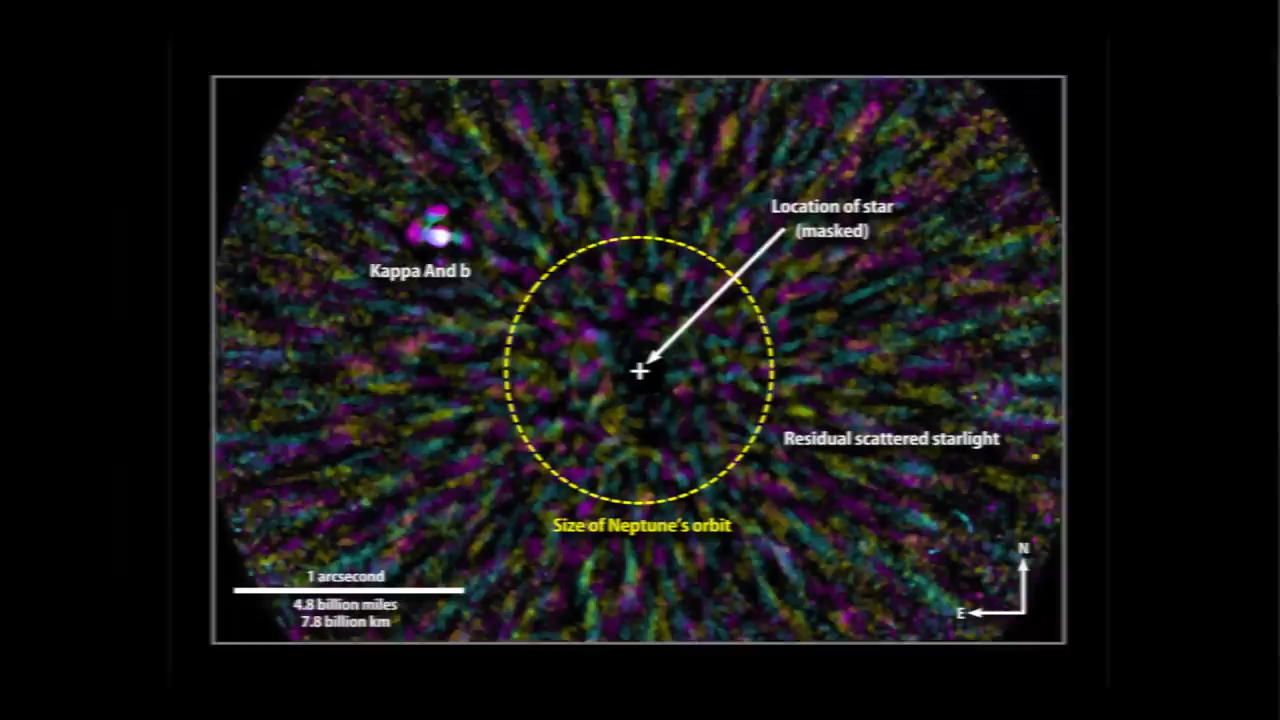 Location of star
(masked)
Kappa And b
Residual scattered starlight
Size of Neptune's orbit
1 arcsecond
4.8 billion miles
7.8 billion km
N
E